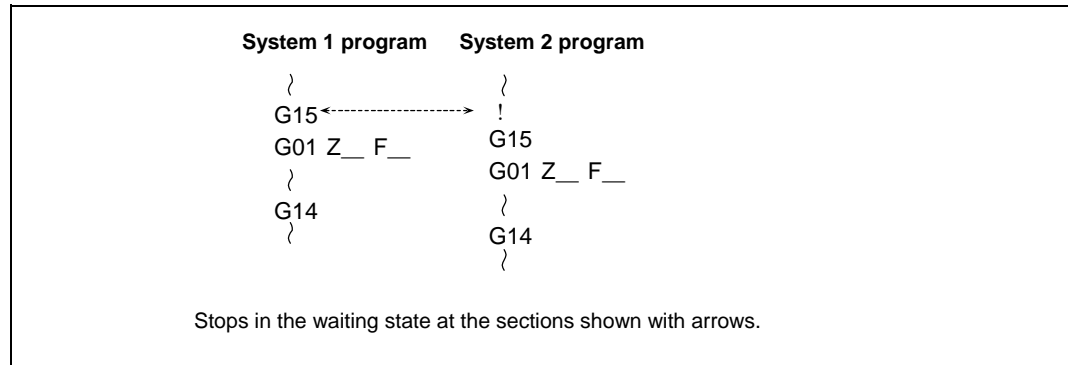 System 1 program System 2 program
G15 !
G01 Z__ F__ G15
G14 G01 Z__ F__
G14
Stops in the waiting state at the sections shown with arrows.